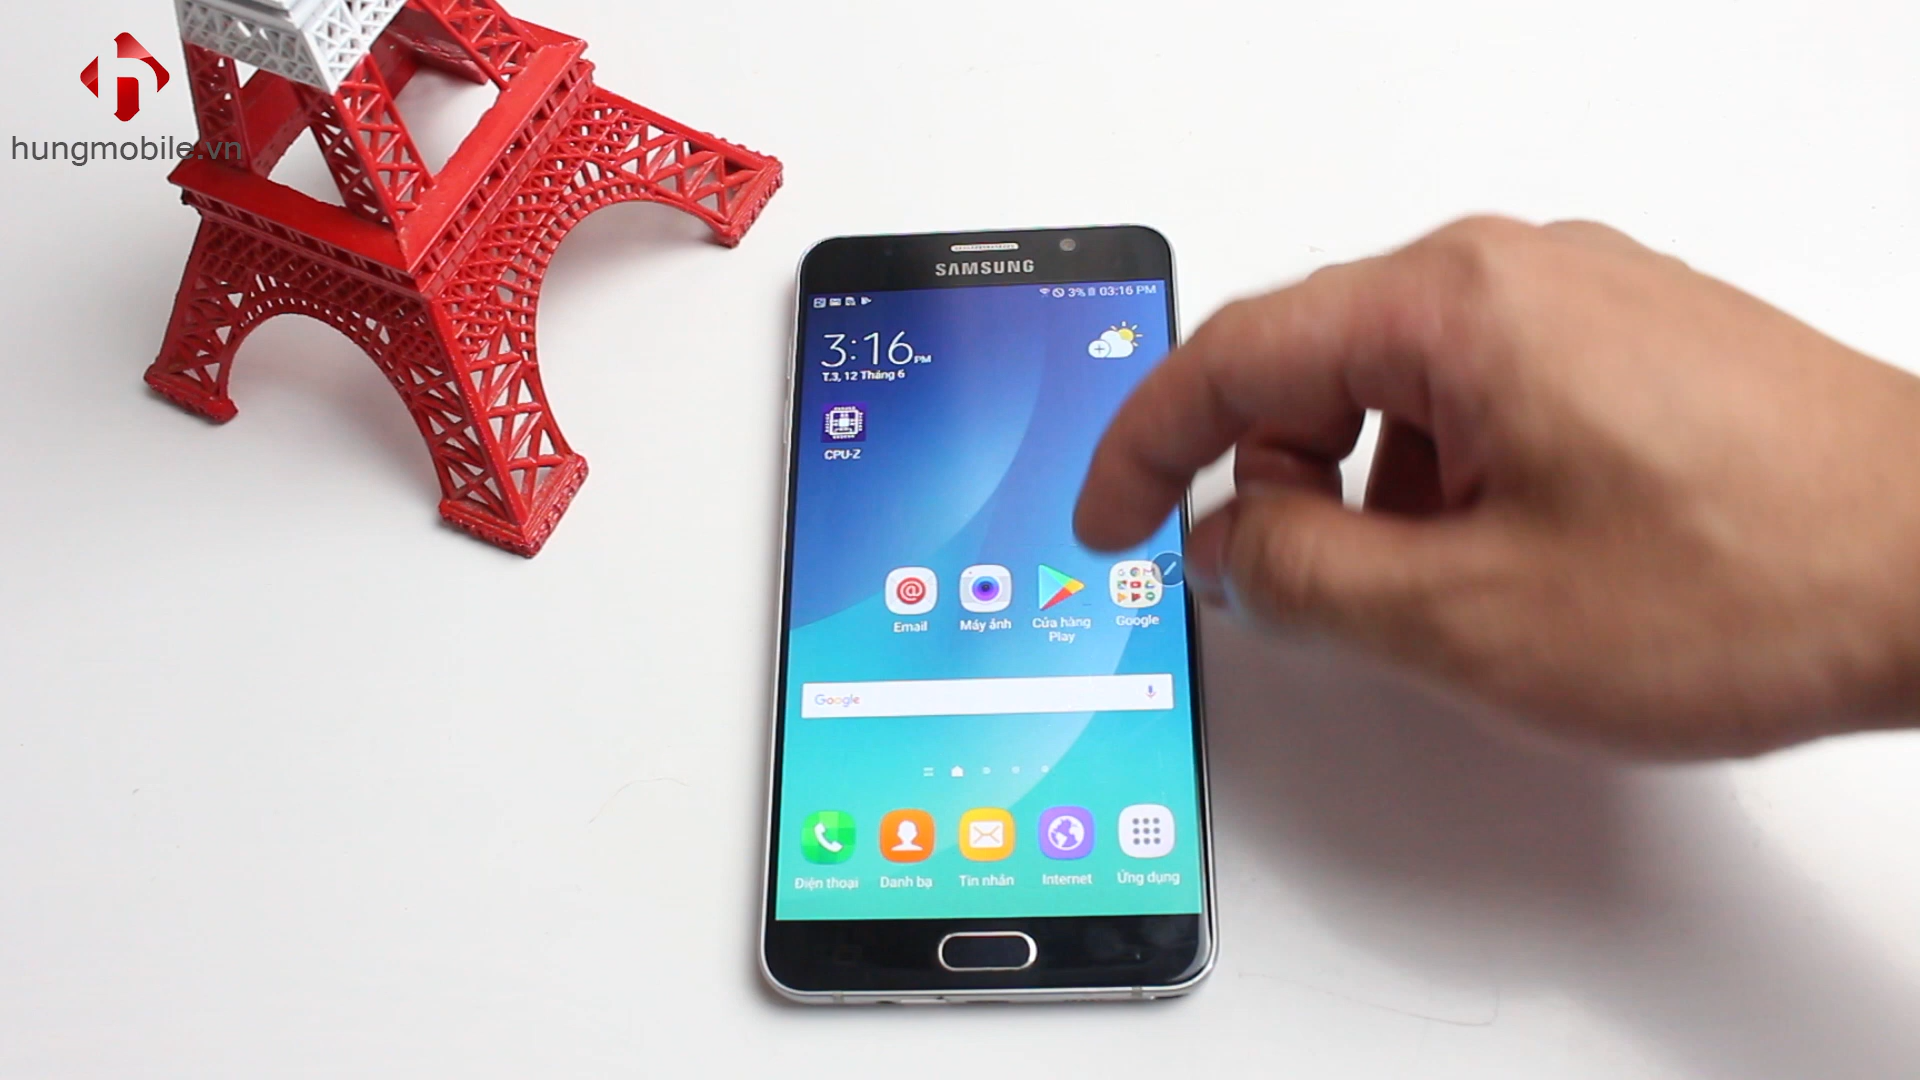 hungmobile.vn
SAMSUNG
3% 03:16 PM
3:16 PM
T.3, 12 Tháng 6
CPU-Z
Email
Máy ảnh
Cửa hàng
Play
Google
Google
Điện thoại
Danh bạ
Tin nhắn
Internet
Ứng dụng